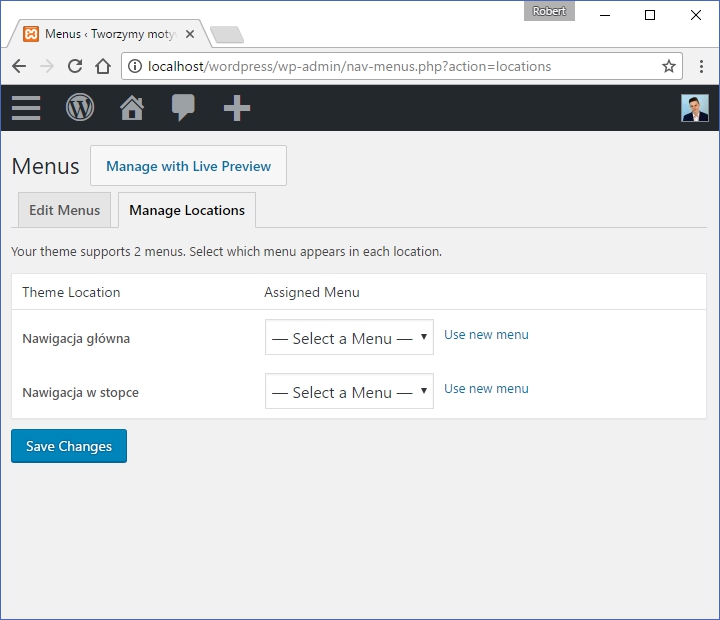 Robert
Menus ‹ Tworzymy moty
localhost/wordpress/wp-admin/nav-menus.php?action=locations
Menus Manage with Live Preview
Edit Menus Manage Locations
Your theme supports 2 menus. Select which menu appears in each location.
Theme Location Assigned Menu
Nawigacja główna — Select a Menu — Use new menu
Nawigacja w stopce — Select a Menu — Use new menu
Save Changes